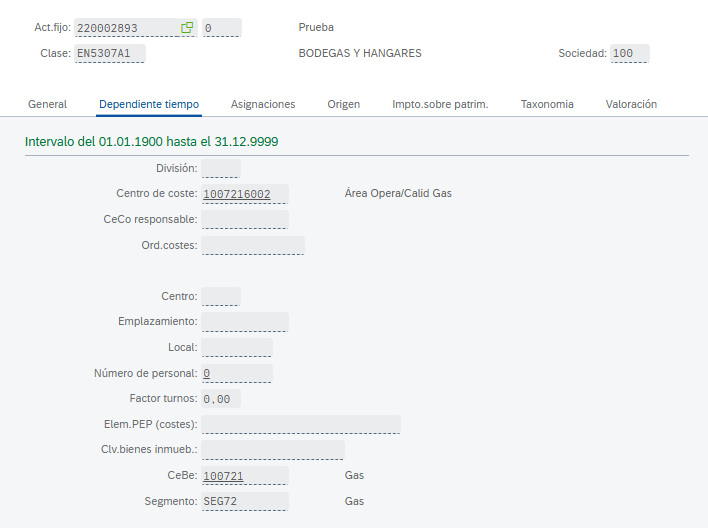 Act.fijo: 220002893 0 Prueba
Clase: EN5307A1 BODEGAS Y HANGARES Sociedad: 100
General Dependiente tiempo Asignaciones Origen Impto.sobre patrim. Taxonomia Valoración
Intervalo del 01.01.1900 hasta el 31.12.9999
División:
Centro de coste: 1007216002 Área Opera/Calid Gas
CeCo responsable:
Ord.costes:
Centro:
Emplazamiento:
Local:
Número de personal: 0
Factor turnos: 0,00
Elem.PEP (costes):
Clv.bienes inmueb.:
CeBe: 100721 Gas
Segmento: SEG72 Gas